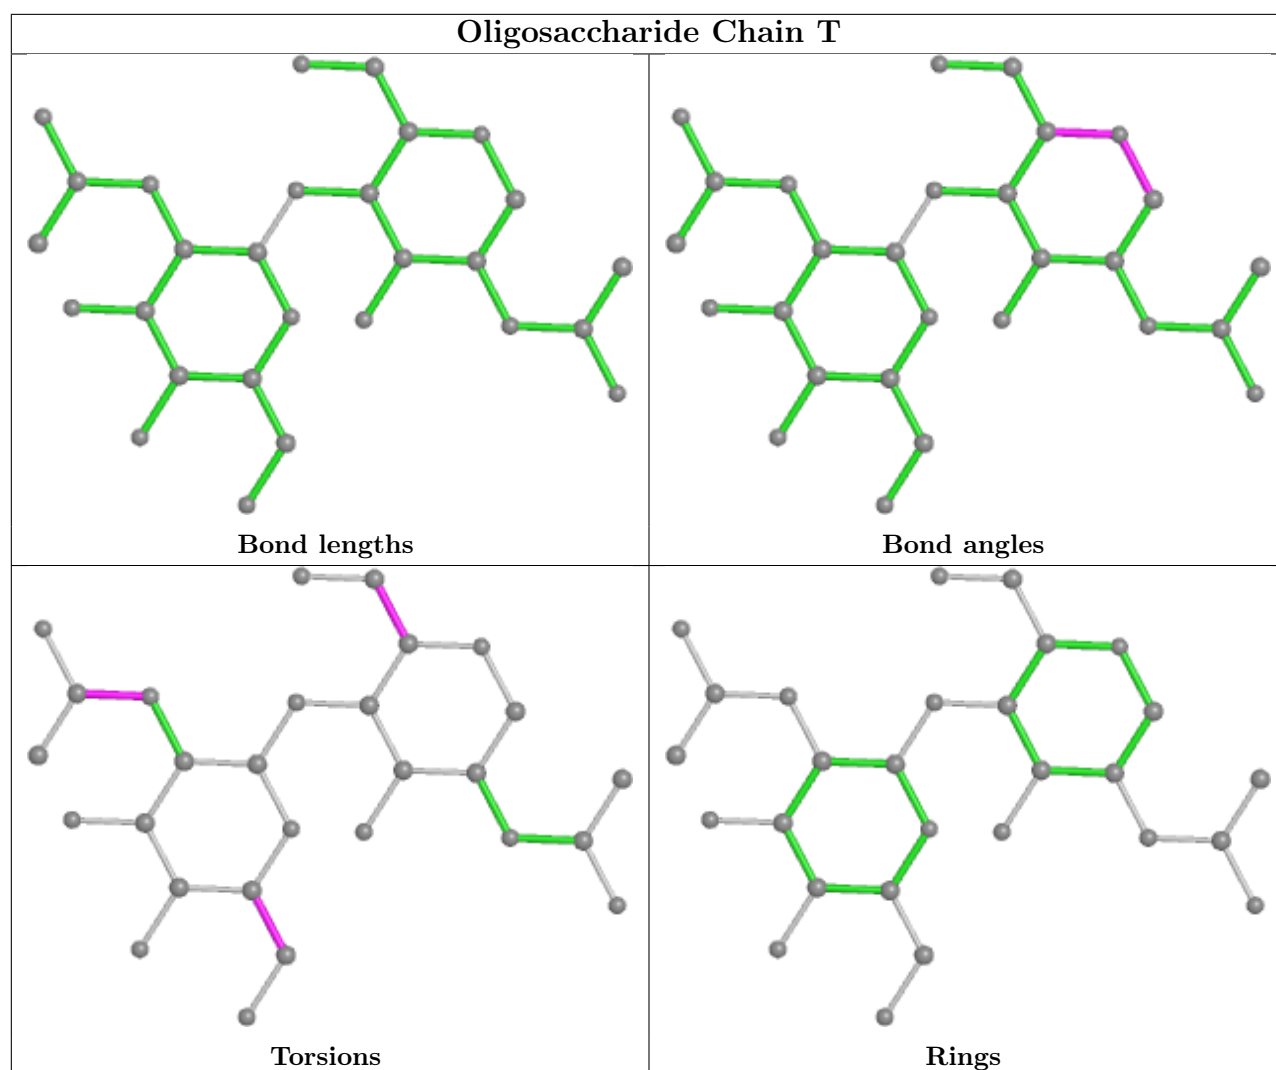 Oligosaccharide Chain T
Bond lengths
Bond angles
Torsions
Rings